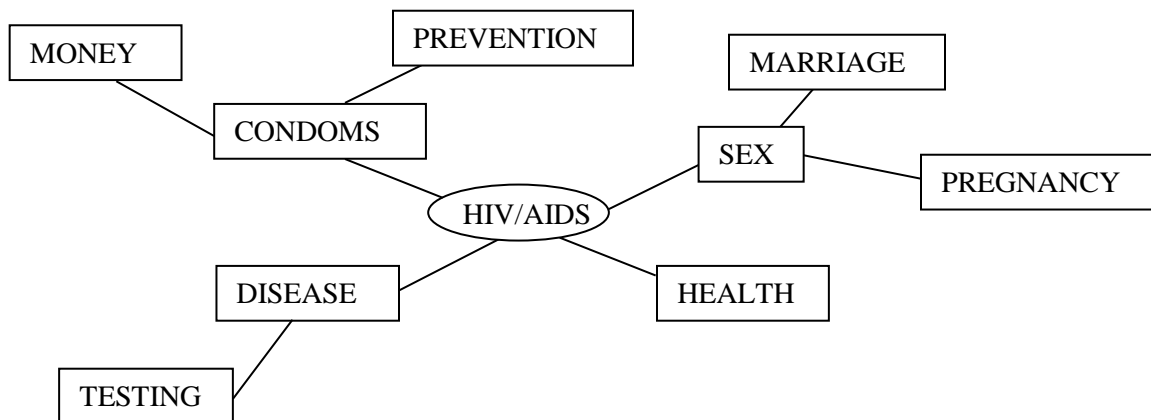 PREVENTION
MONEY
MARRIAGE
CONDOMS
SEX
PREGNANCY
HIV/AIDS
DISEASE
HEALTH
TESTING